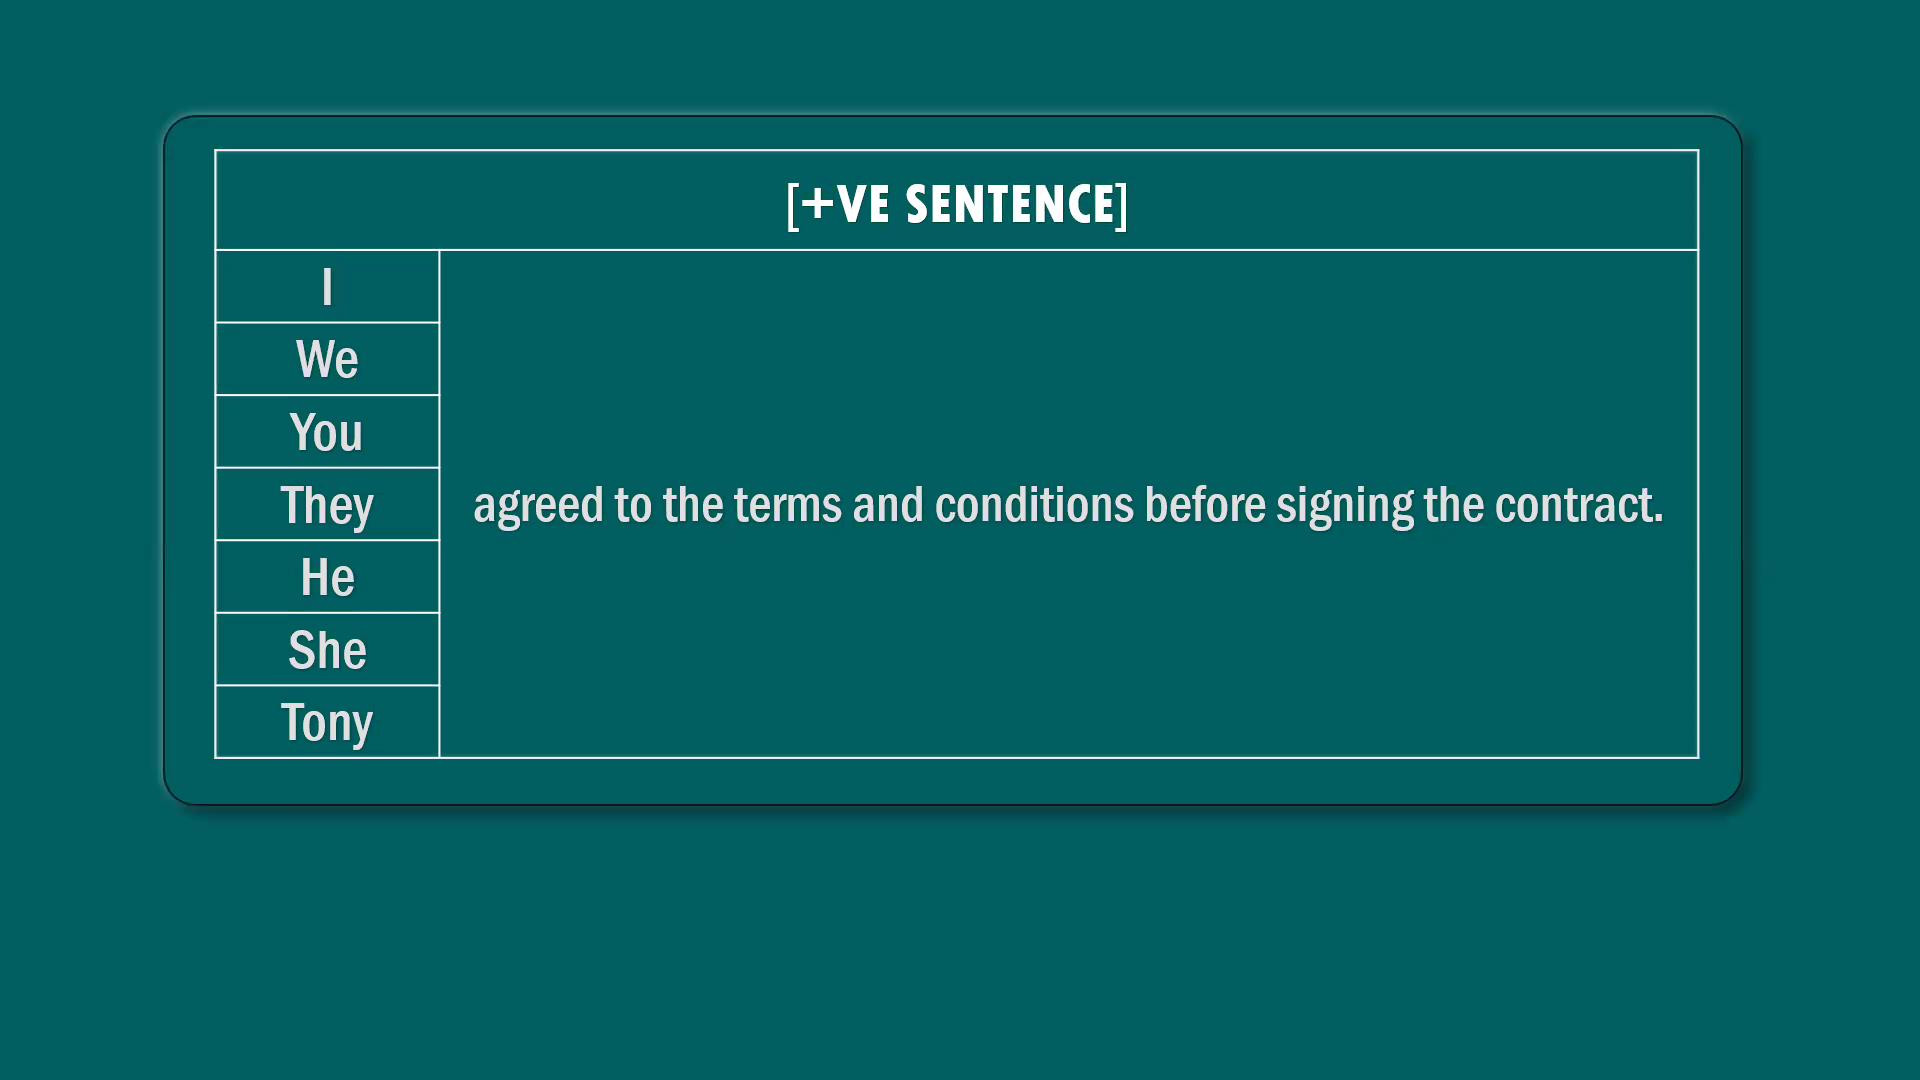 [+VE SENTENCE]
I
We
You
They
agreed to the terms and conditions before signing the contract.
He
She
Tony